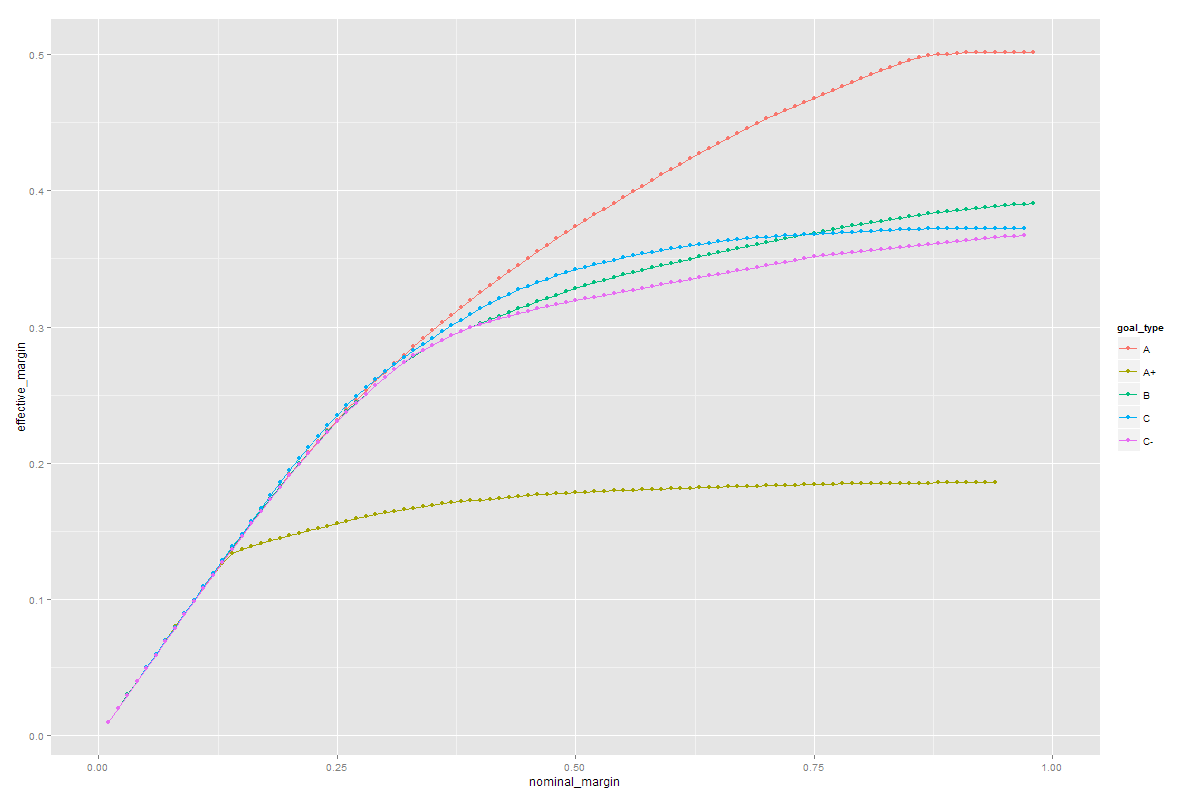 0.5
0.4
0.3
0.2
0.1
0.0
effective_margin
0.00 0.25 0.50 0.75 1.00
nominal_margin
goal_type
A
A+
B
C
C-